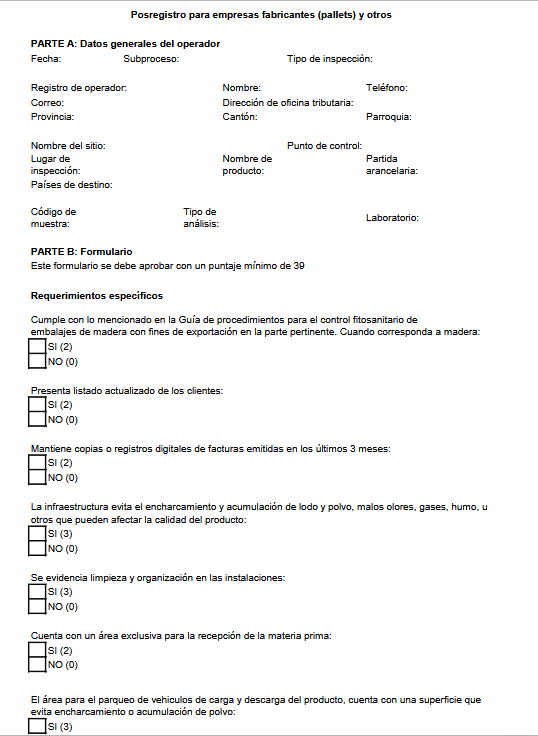 Posregistro para empresas fabricantes (pallets) y otros
PARTE A: Datos generales del operador
Fecha: Subproceso: Tipo de inspección:
Registro de operador: Nombre: Teléfono:
Correo: Dirección de oficina tributaria:
Provincia: Cantón: Parroquia:
Nombre del sitio: Punto de control:
Lugar de inspección: Nombre de producto: Partida arancelaria:
Países de destino:
Código de muestra: Tipo de análisis: Laboratorio:
PARTE B: Formulario
Este formulario se debe aprobar con un puntaje mínimo de 39
Requerimientos específicos
Cumple con lo mencionado en la Guía de procedimientos para el control fitosanitario de
embalajes de madera con fines de exportación en la parte pertinente. Cuando corresponda a madera:
SI (2)
NO (0)
Presenta listado actualizado de los clientes:
SI (2)
NO (0)
Mantiene copias o registros digitales de facturas emitidas en los últimos 3 meses:
SI (2)
NO (0)
La infraestructura evita el encharcamiento y acumulación de lodo y polvo, malos olores, gases, humo, u
otros que pueden afectar la calidad del producto:
SI (3)
NO (0)
Se evidencia limpieza y organización en las instalaciones:
SI (3)
NO (0)
Cuenta con un área exclusiva para la recepción de la materia prima:
SI (2)
NO (0)
El área para el parqueo de vehiculos de carga y descarga del producto, cuenta con una superficie que
evita encharcamiento o acumulación de polvo:
SI (3)